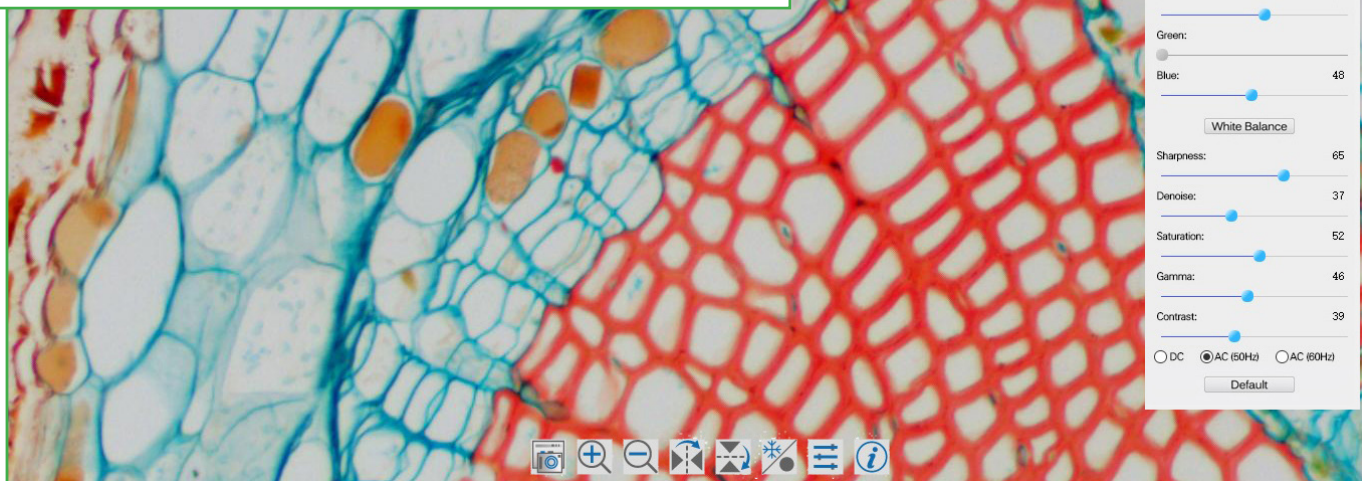 Green:
Blue: 48
White Balance
Sharpness: 65
Denoise: 37
Saturation: 52
Gamma: 46
Contrast: 39
DC AC (50Hz) AC (60Hz)
Default